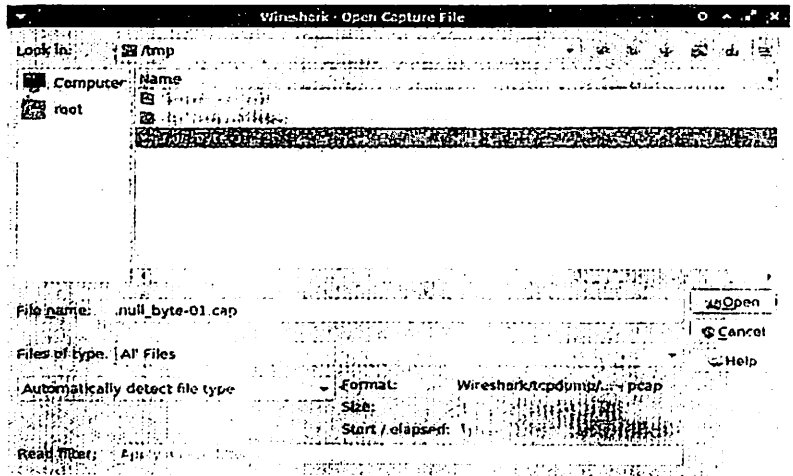 Wireshark · Open Capture File
Look in: /tmp
Computer
root
Name
File name: null_byte-01.cap
Open
Cancel
Files of type: All Files
Help
Automatically detect file type
Format: Wireshark/tcpdump/... - pcap
Size:
Start / elapsed:
Read filter: